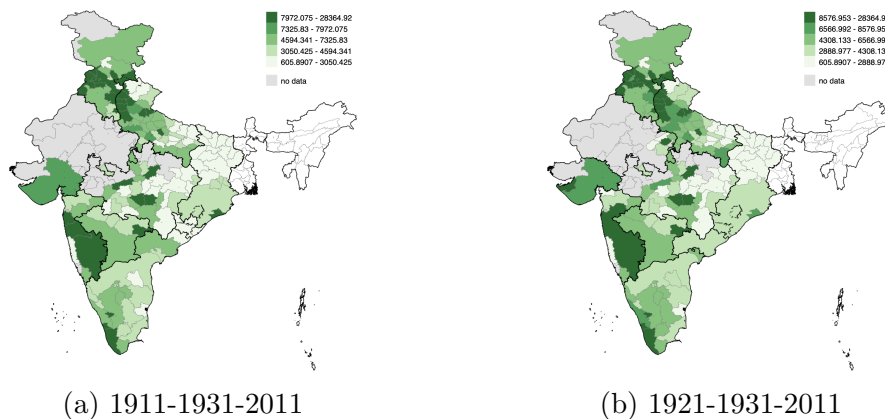 7972.075 - 28364.92
7325.83 - 7972.075
4594.341 - 7325.83
3050.425 - 4594.341
605.8907 - 3050.425
no data
8576.953 - 28364.9
6566.992 - 8576.95
4308.133 - 6566.99
2888.977 - 4308.13
605.8907 - 2888.97
no data
(a) 1911-1931-2011
(b) 1921-1931-2011